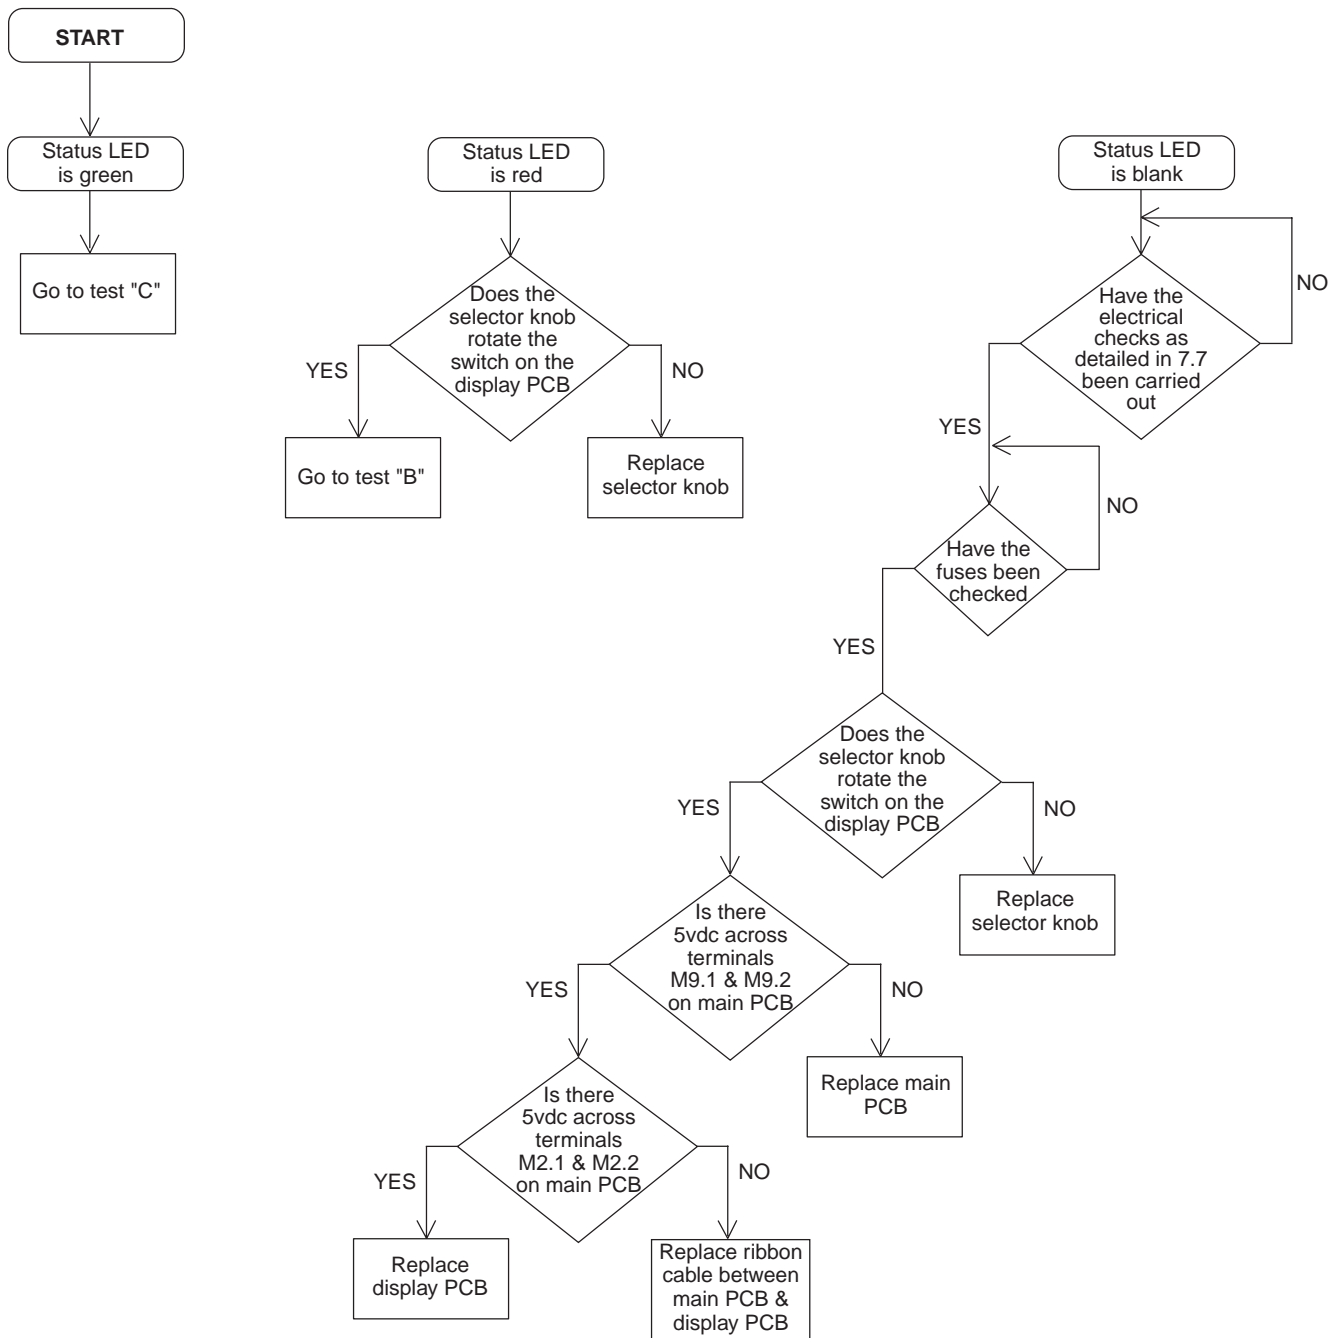 START
Status LED
is green
Go to test "C"
Status LED
is red
Does the
selector knob
rotate the
switch on the
display PCB
YES
NO
Go to test "B"
Replace
selector knob
Status LED
is blank
NO
Have the
electrical
checks as
detailed in 7.7
been carried
out
YES
NO
Have the
fuses been
checked
YES
Does the
selector knob
rotate the
switch on the
display PCB
YES
NO
Replace
selector knob
Is there
5vdc across
terminals
M9.1 & M9.2
on main PCB
YES
NO
Replace main
PCB
Is there
5vdc across
terminals
M2.1 & M2.2
on main PCB
YES
NO
Replace
display PCB
Replace ribbon
cable between
main PCB &
display PCB